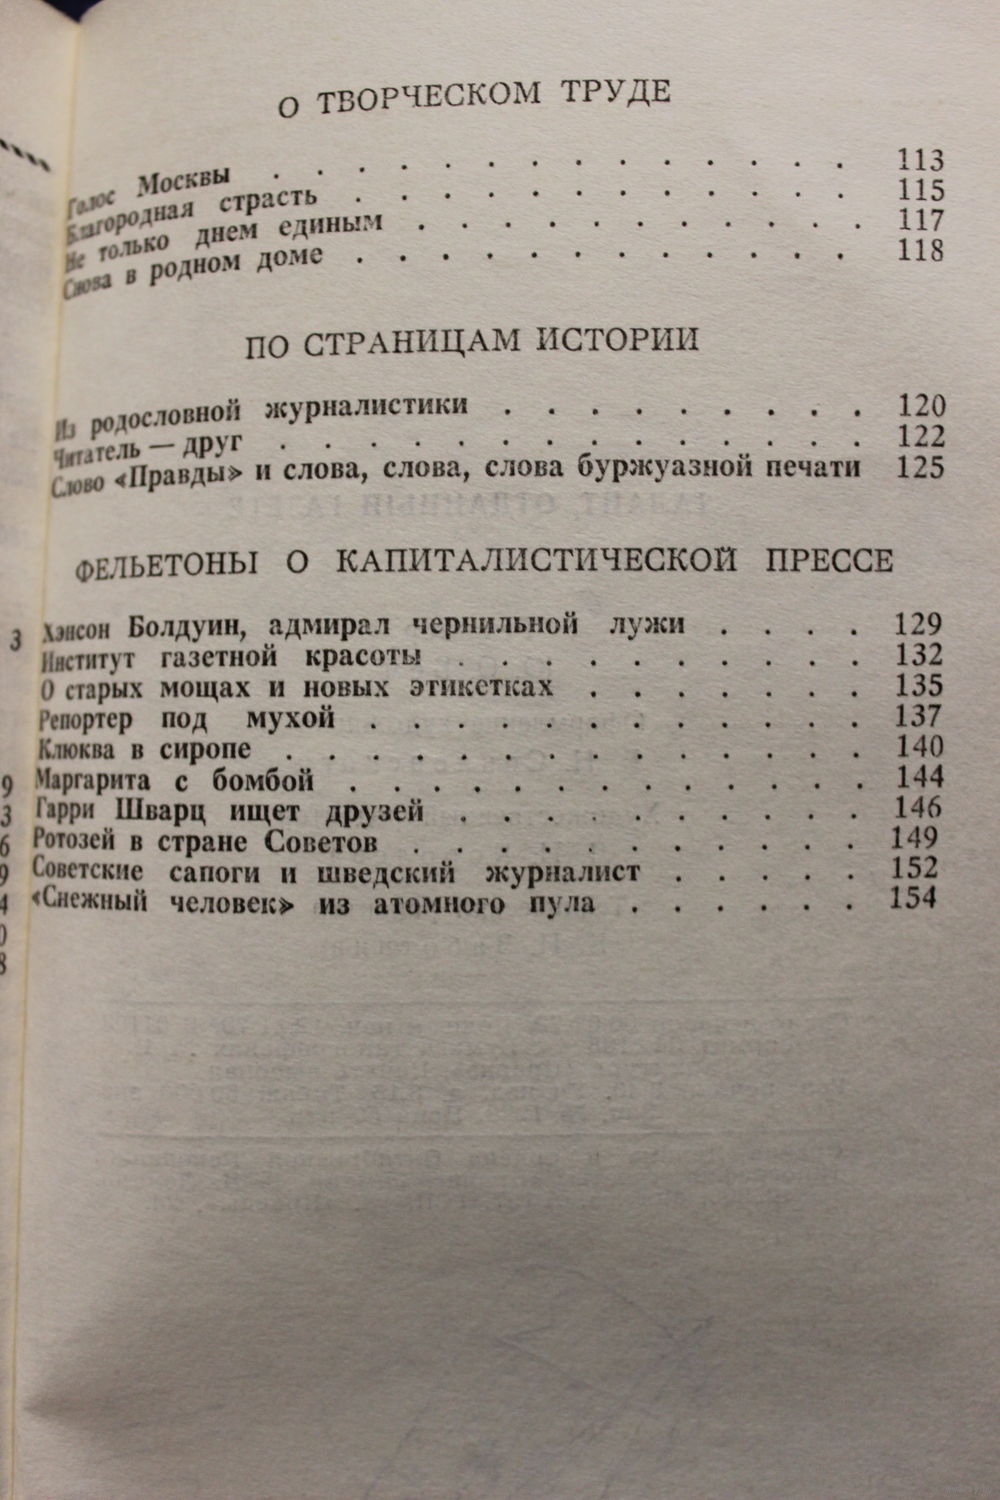 О ТВОРЧЕСКОМ ТРУДЕ
Голос Москвы . . . . . . . . . . . . . . 113
Благородная страсть . . . . . . . . . . . . 115
Не только днем единым . . . . . . . . . . . 117
Снова в родном доме . . . . . . . . . . . . 118
ПО СТРАНИЦАМ ИСТОРИИ
Из родословной журналистики . . . . . . . . . 120
Читатель — друг . . . . . . . . . . . . . . 122
Слово «Правды» и слова, слова, слова буржуазной печати 125
ФЕЛЬЕТОНЫ О КАПИТАЛИСТИЧЕСКОЙ ПРЕССЕ
Хэнсон Болдуин, адмирал чернильной лужи . . . . 129
Институт газетной красоты . . . . . . . . . . 132
О старых мощах и новых этикетках . . . . . . . 135
Репортер под мухой . . . . . . . . . . . . 137
Клюква в сиропе . . . . . . . . . . . . . . 140
Маргарита с бомбой . . . . . . . . . . . . 144
Гарри Шварц ищет друзей . . . . . . . . . . 146
Ротозей в стране Советов . . . . . . . . . . . 149
Советские сапоги и шведский журналист . . . . . 152
«Снежный человек» из атомного пула . . . . . . 154